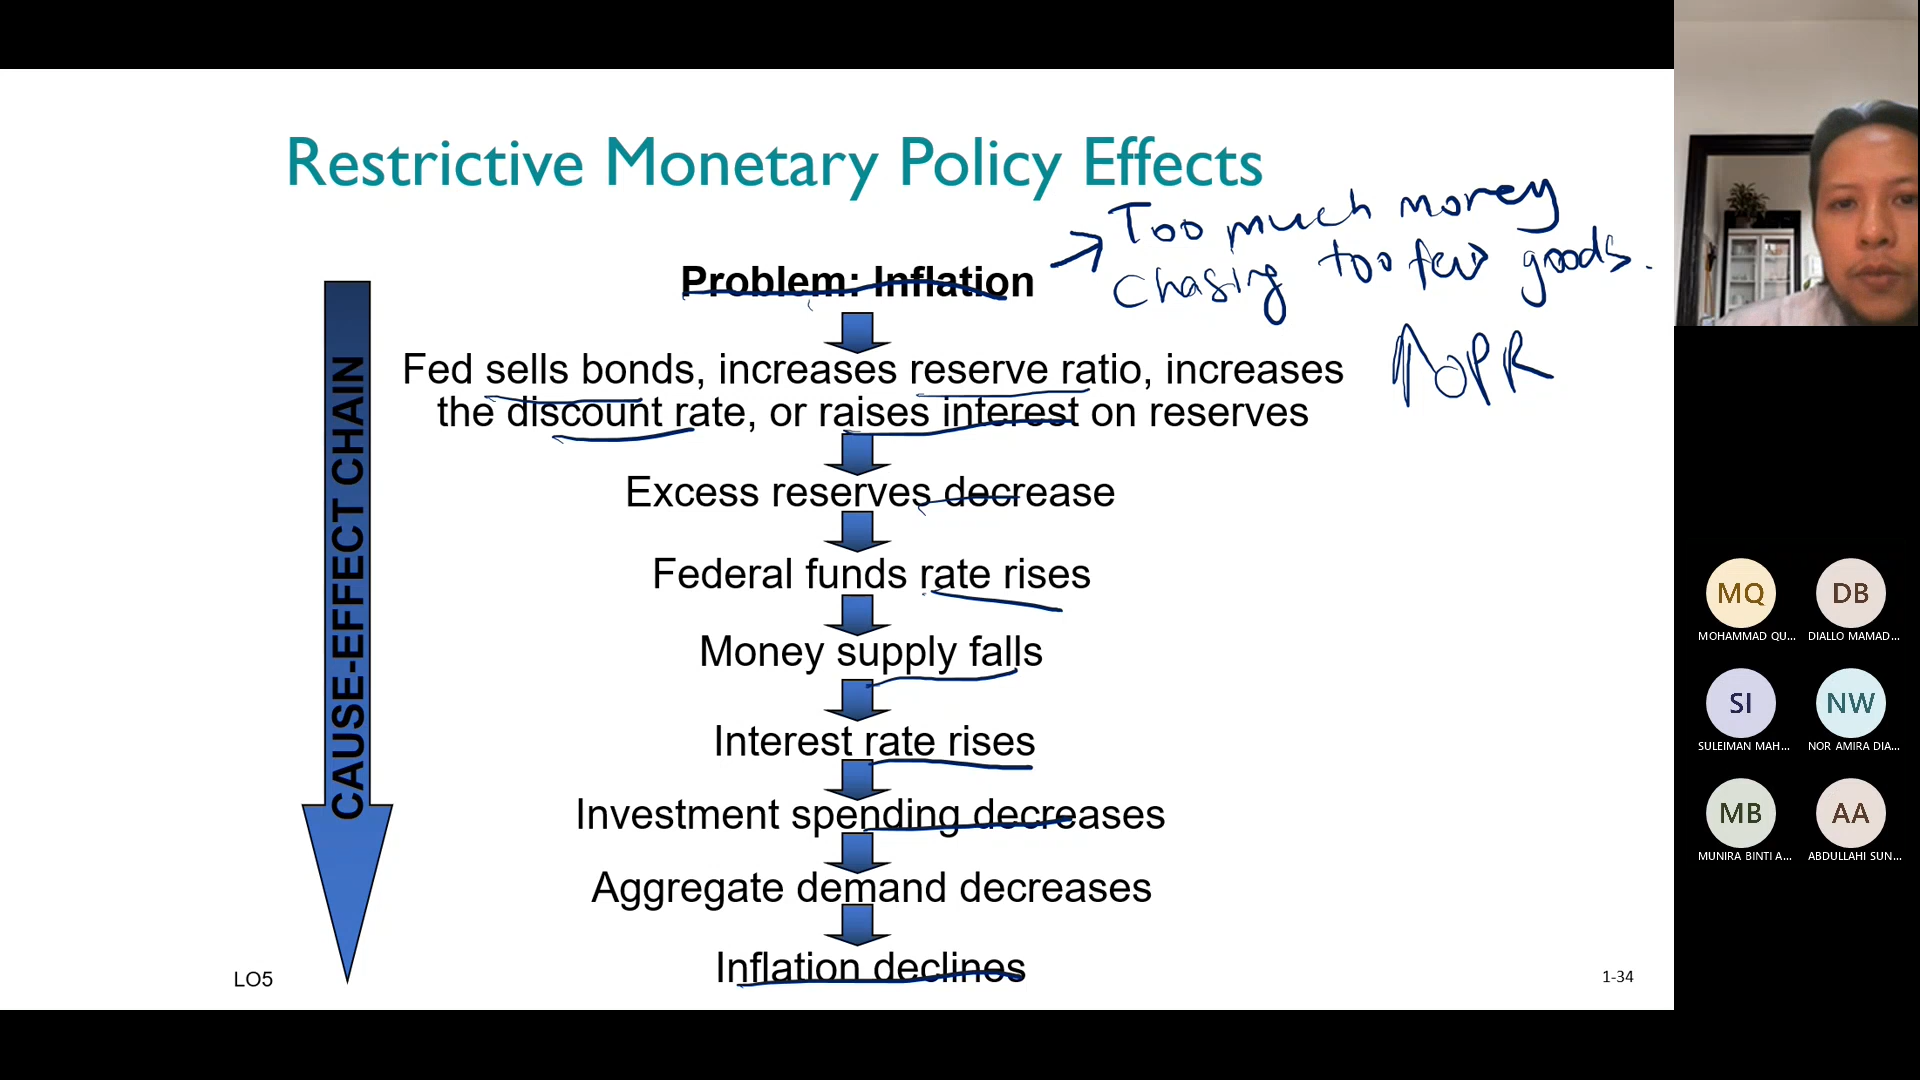 Restrictive Monetary Policy Effects
Problem: Inflation
→ Too much money
chasing too few goods.
↑OPR
Fed sells bonds, increases reserve ratio, increases
the discount rate, or raises interest on reserves
Excess reserves decrease
Federal funds rate rises
Money supply falls
Interest rate rises
Investment spending decreases
Aggregate demand decreases
Inflation declines
CAUSE-EFFECT CHAIN
LO5
1-34
MQ
MOHAMMAD QU...
DB
DIALLO MAMAD...
SI
SULEIMAN MAH...
NW
NOR AMIRA DIA...
MB
MUNIRA BINTI A...
AA
ABDULLAHI SUN...